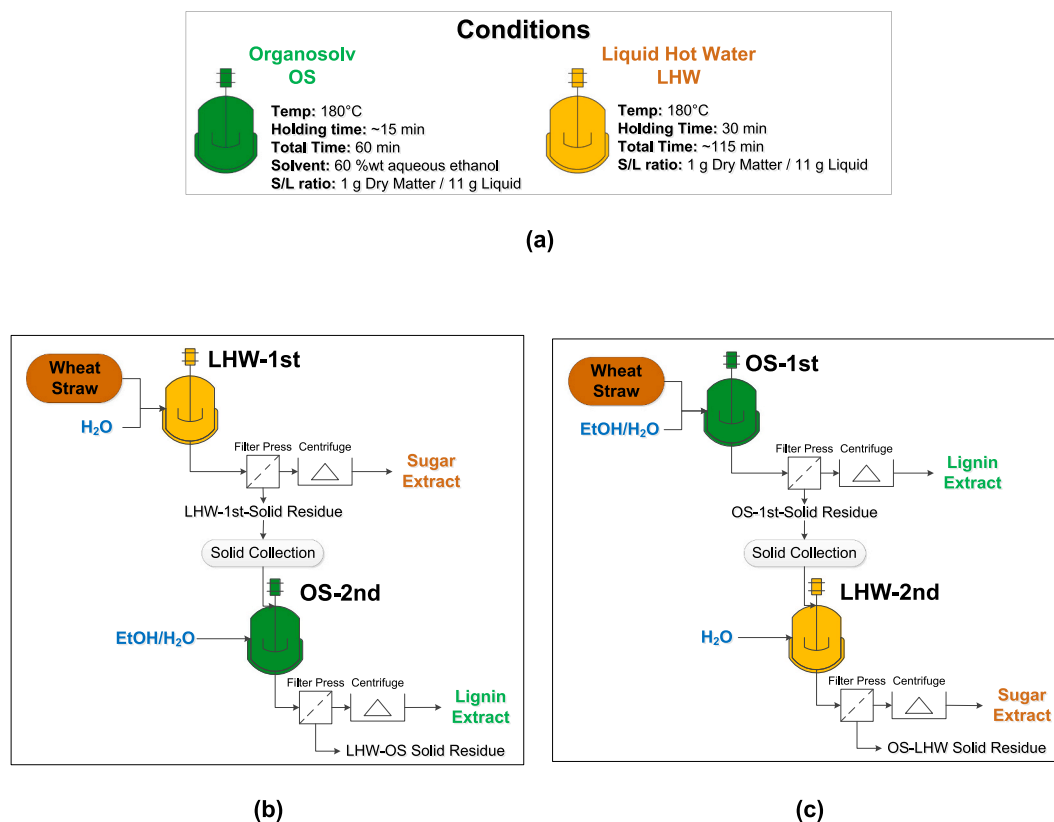 Conditions
Organosolv
OS
Temp: 180°C
Holding time: ~15 min
Total Time: 60 min
Solvent: 60 %wt aqueous ethanol
S/L ratio: 1 g Dry Matter / 11 g Liquid
Liquid Hot Water
LHW
Temp: 180°C
Holding Time: 30 min
Total Time: ~115 min
S/L ratio: 1 g Dry Matter / 11 g Liquid
(a)
LHW-1st
Wheat
Straw
H₂O
Filter Press
Centrifuge
Sugar
Extract
LHW-1st-Solid Residue
Solid Collection
OS-2nd
EtOH/H₂O
Filter Press
Centrifuge
Lignin
Extract
LHW-OS Solid Residue
(b)
OS-1st
Wheat
Straw
EtOH/H₂O
Filter Press
Centrifuge
Lignin
Extract
OS-1st-Solid Residue
Solid Collection
LHW-2nd
H₂O
Filter Press
Centrifuge
Sugar
Extract
OS-LHW Solid Residue
(c)